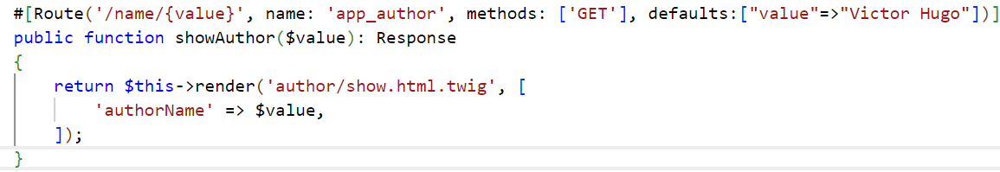 #[Route('/name/{value}', name: 'app_author', methods: ['GET'], defaults:["value"=>"Victor Hugo"])]
public function showAuthor($value): Response
{
    return $this->render('author/show.html.twig', [
        'authorName' => $value,
    ]);
}